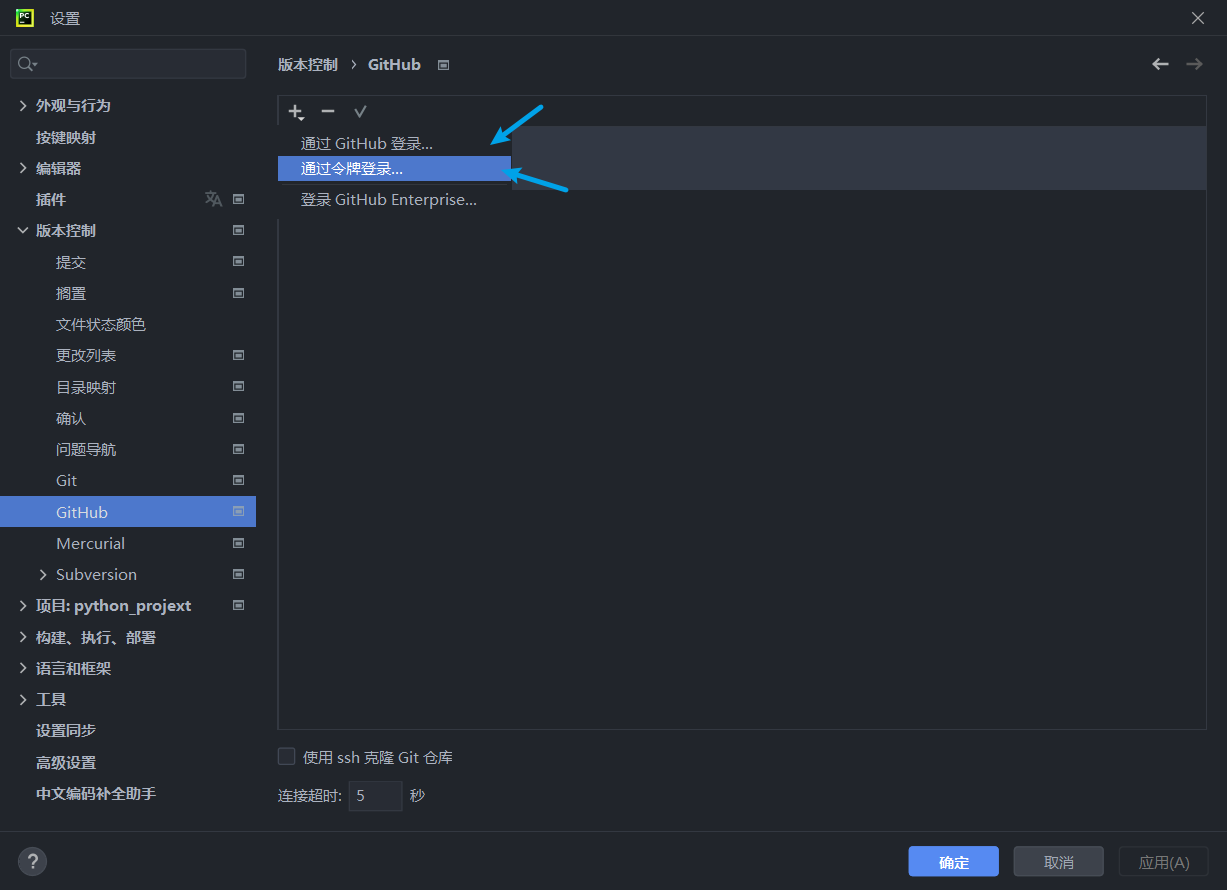 PC
设置
版本控制 › GitHub
外观与行为
按键映射
编辑器
插件
版本控制
提交
搁置
文件状态颜色
更改列表
目录映射
确认
问题导航
Git
GitHub
Mercurial
Subversion
项目: python_projext
构建、执行、部署
语言和框架
工具
设置同步
高级设置
中文编码补全助手
通过 GitHub 登录...
通过令牌登录...
登录 GitHub Enterprise...
使用 ssh 克隆 Git 仓库
连接超时: 5 秒
?
确定 取消 应用(A)